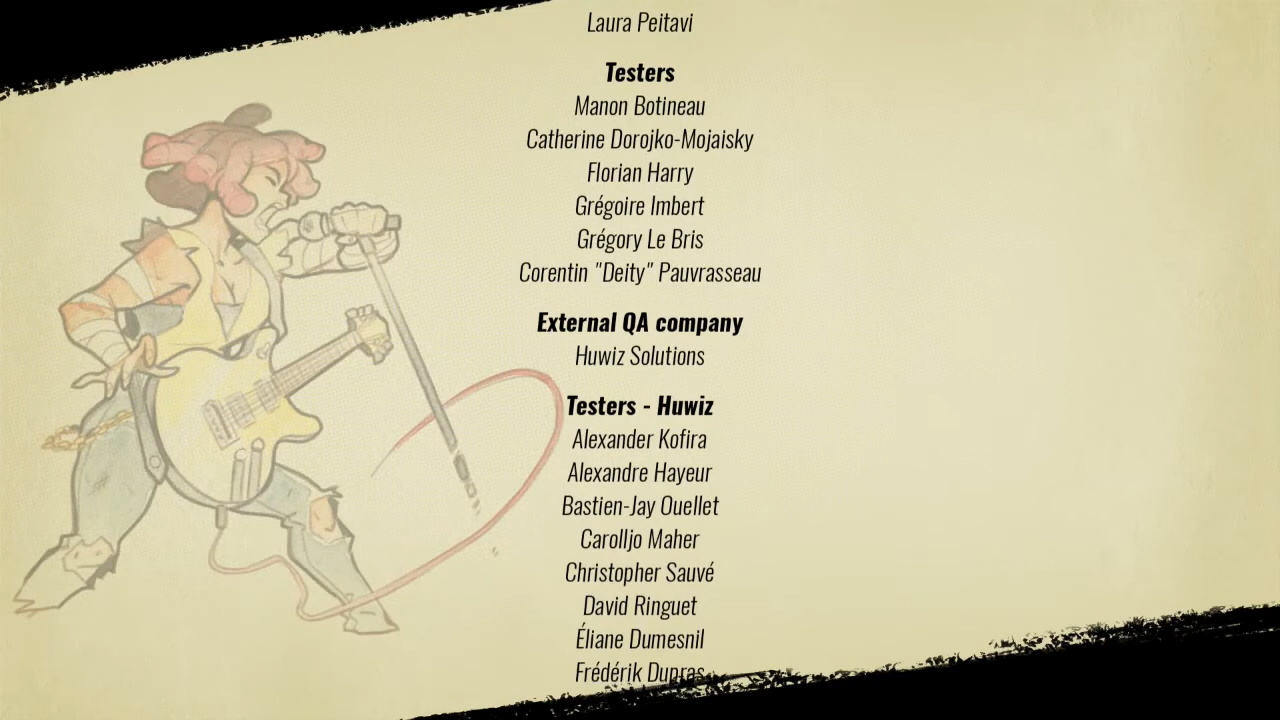 Laura Peitavi
Testers
Manon Botineau
Catherine Dorojko-Mojaisky
Florian Harry
Grégoire Imbert
Grégory Le Bris
Corentin "Deity" Pauvrasseau
External QA company
Huwiz Solutions
Testers - Huwiz
Alexander Kofira
Alexandre Hayeur
Bastien-Jay Ouellet
Carolljo Maher
Christopher Sauvé
David Ringuet
Éliane Dumesnil
Frédérik Dupras